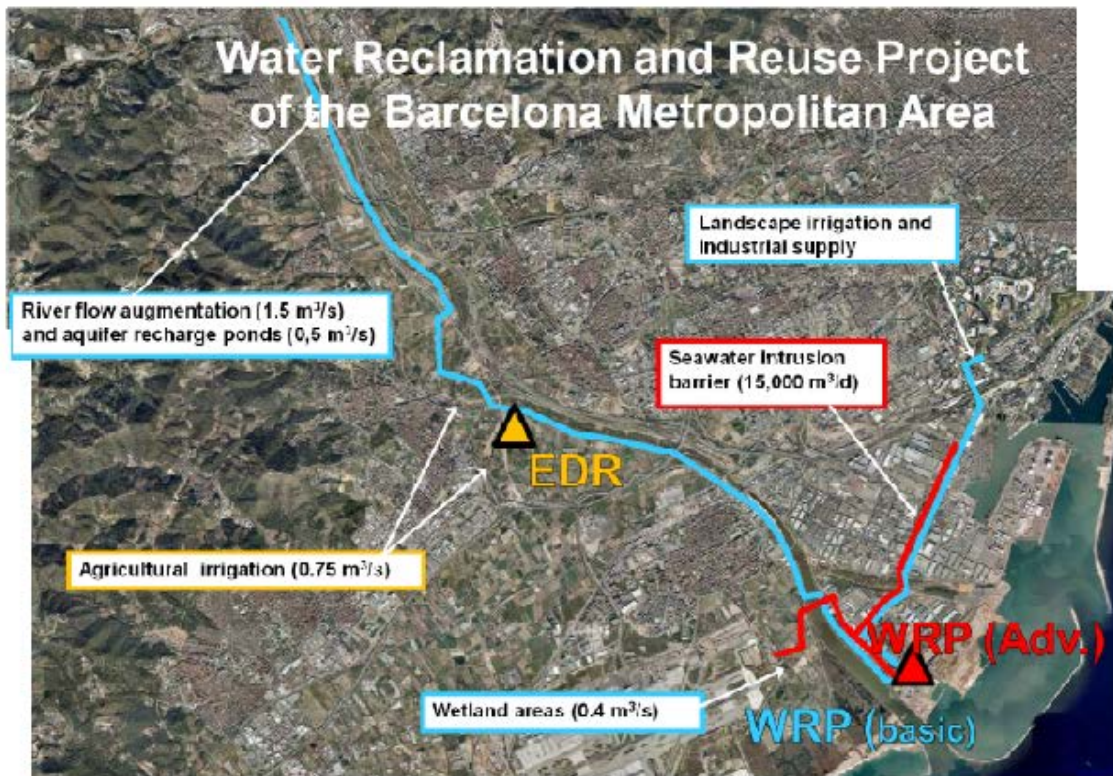 Water Reclamation and Reuse Project
of the Barcelona Metropolitan Area
Landscape irrigation and
industrial supply
River flow augmentation (1.5 m³/s)
and aquifer recharge ponds (0,5 m³/s)
Seawater intrusion
barrier (15,000 m³/d)
EDR
Agricultural irrigation (0.75 m³/s)
WRP (Adv.)
Wetland areas (0.4 m³/s)
WRP (basic)